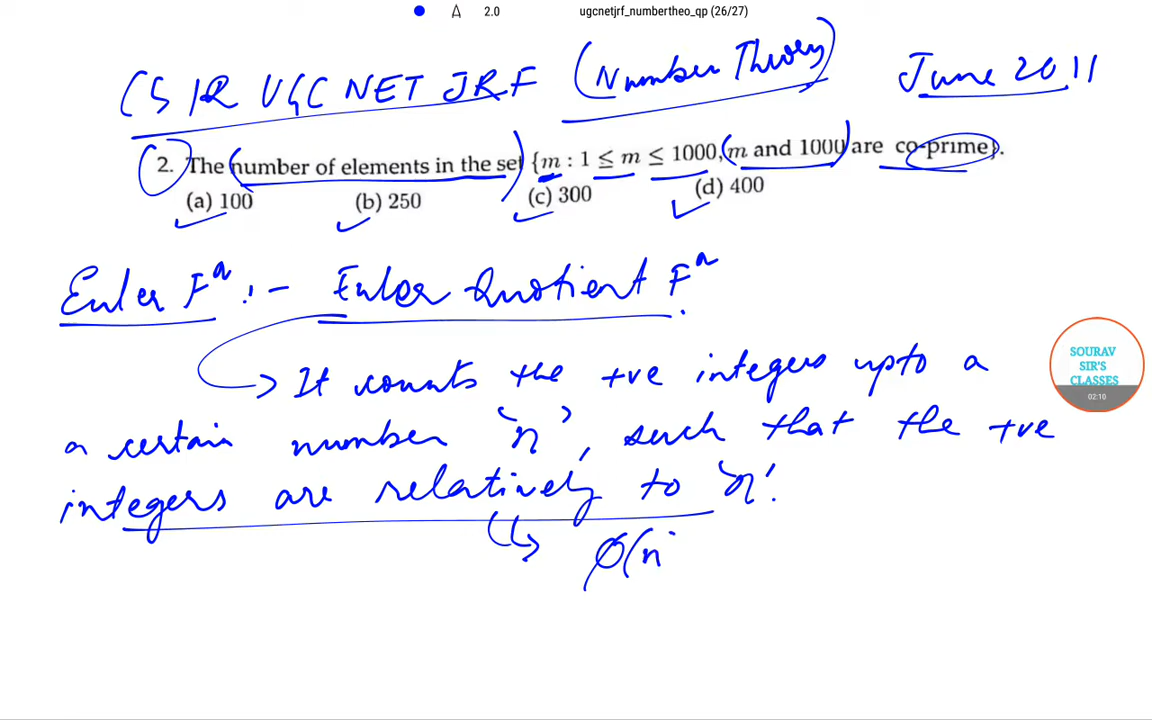 2.0 ugcnetjrf_numbertheo_qp (26/27)
CSIR UGC NET JRF (Number Theory) June 2011
2. The number of elements in the set {m : 1 ≤ m ≤ 1000, m and 1000 are co-prime}.
(a) 100 (b) 250 (c) 300 (d) 400
Euler Fⁿ :- Euler Quotient Fⁿ.
→ It counts the +ve integers upto a
a certain number 'n', such that the +ve
integers are relatively to 'n'.
↳ φ(n
SOURAV
SIR'S
CLASSES
02:10